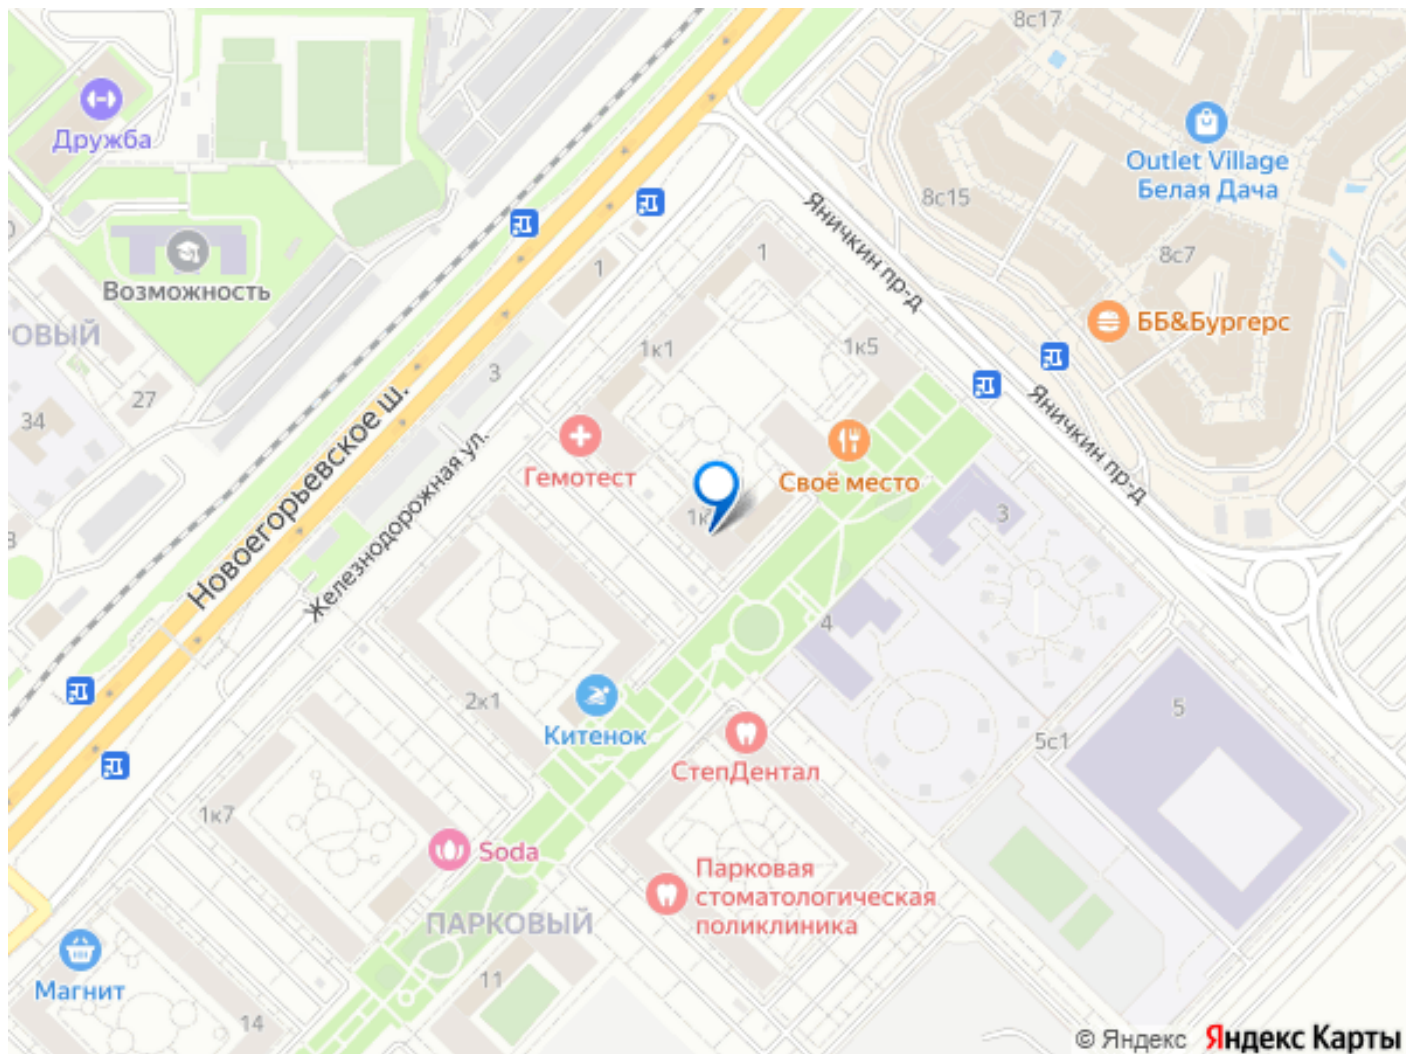 8с17
Дружба
Outlet Village
Белая Дача
8с15
Яничкин пр-д
1
8с7
1
Возможность
ББ&Бургерс
РОВЫЙ
1к1
1к5
3
27
34
Новоегорьевское ш.
Яничкин пр-д
Гемотест
Своё место
Железнодорожная ул.
1к
3
4
2к1
5
Китенок
5с1
СтепДентал
1к7
Soda
Парковая
стоматологическая
поликлиника
ПАРКОВЫЙ
11
Магнит
14
© Яндекс Яндекс Карты